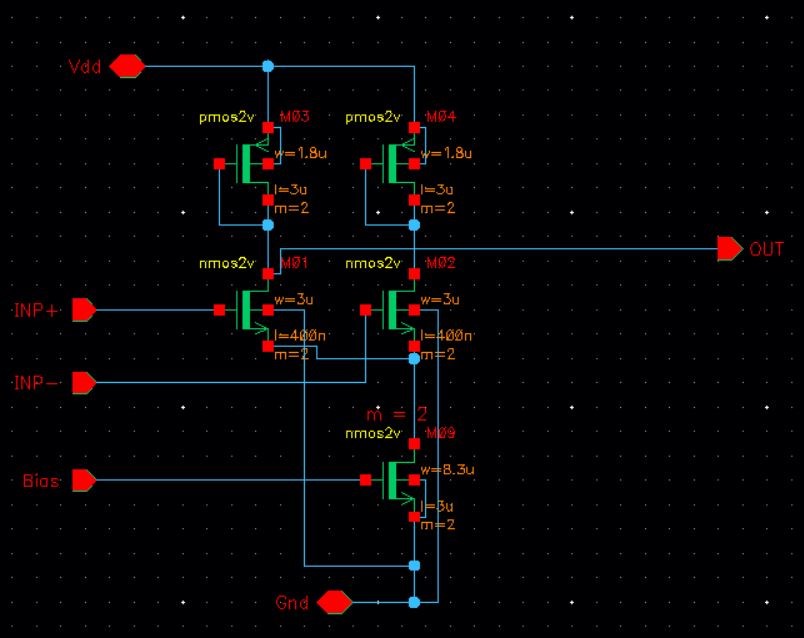 Vdd
pmos2v M03 pmos2v M04
w=1.8u w=1.8u
l=3u l=3u
m=2 m=2
OUT
nmos2v M01 nmos2v M02
w=3u w=3u
INP+
l=400n l=400n
m=2 m=2
INP-
m = 2
nmos2v M09
w=8.3u
Bias
l=3u
m=2
Gnd